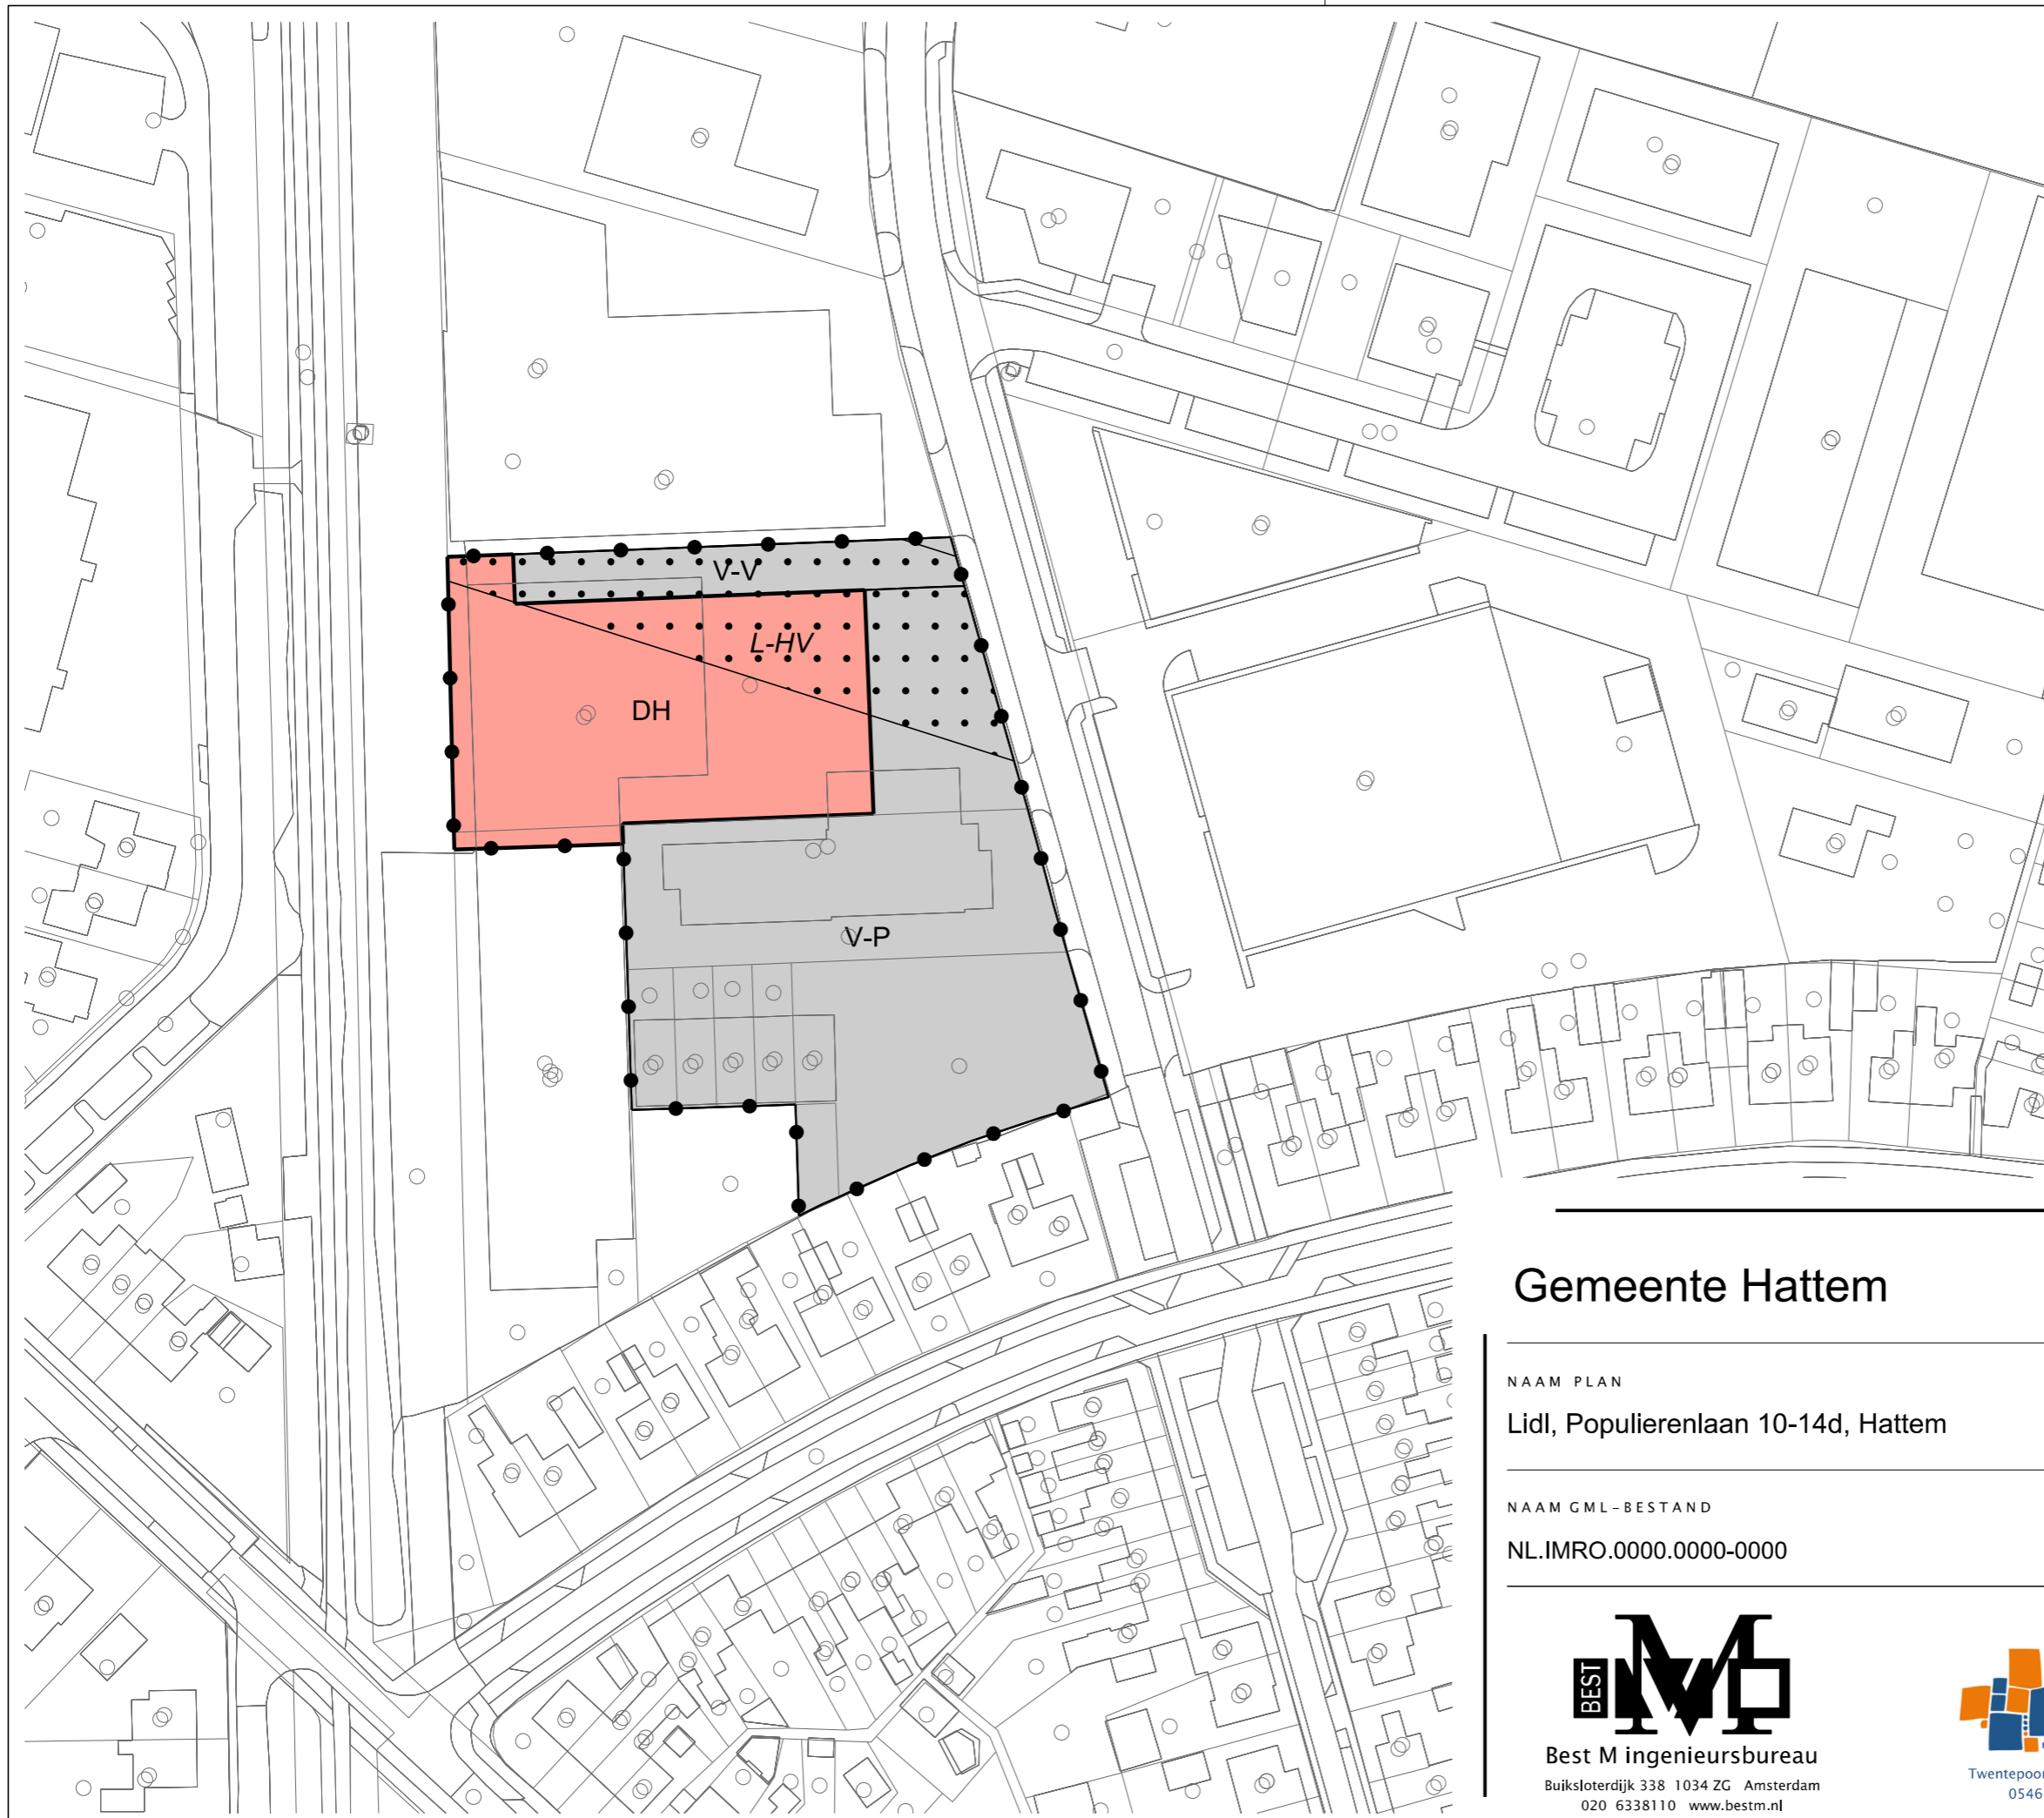 V-V
L-HV
DH
V-P
Gemeente Hattem
NAAM PLAN
Lidl, Populierenlaan 10-14d, Hattem
NAAM GML-BESTAND
NL.IMRO.0000.0000-0000
BEST
M
Best M ingenieursbureau
Buiksloterdijk 338 1034 ZG Amsterdam
020 6338110 www.bestm.nl
Twentepoor
0546